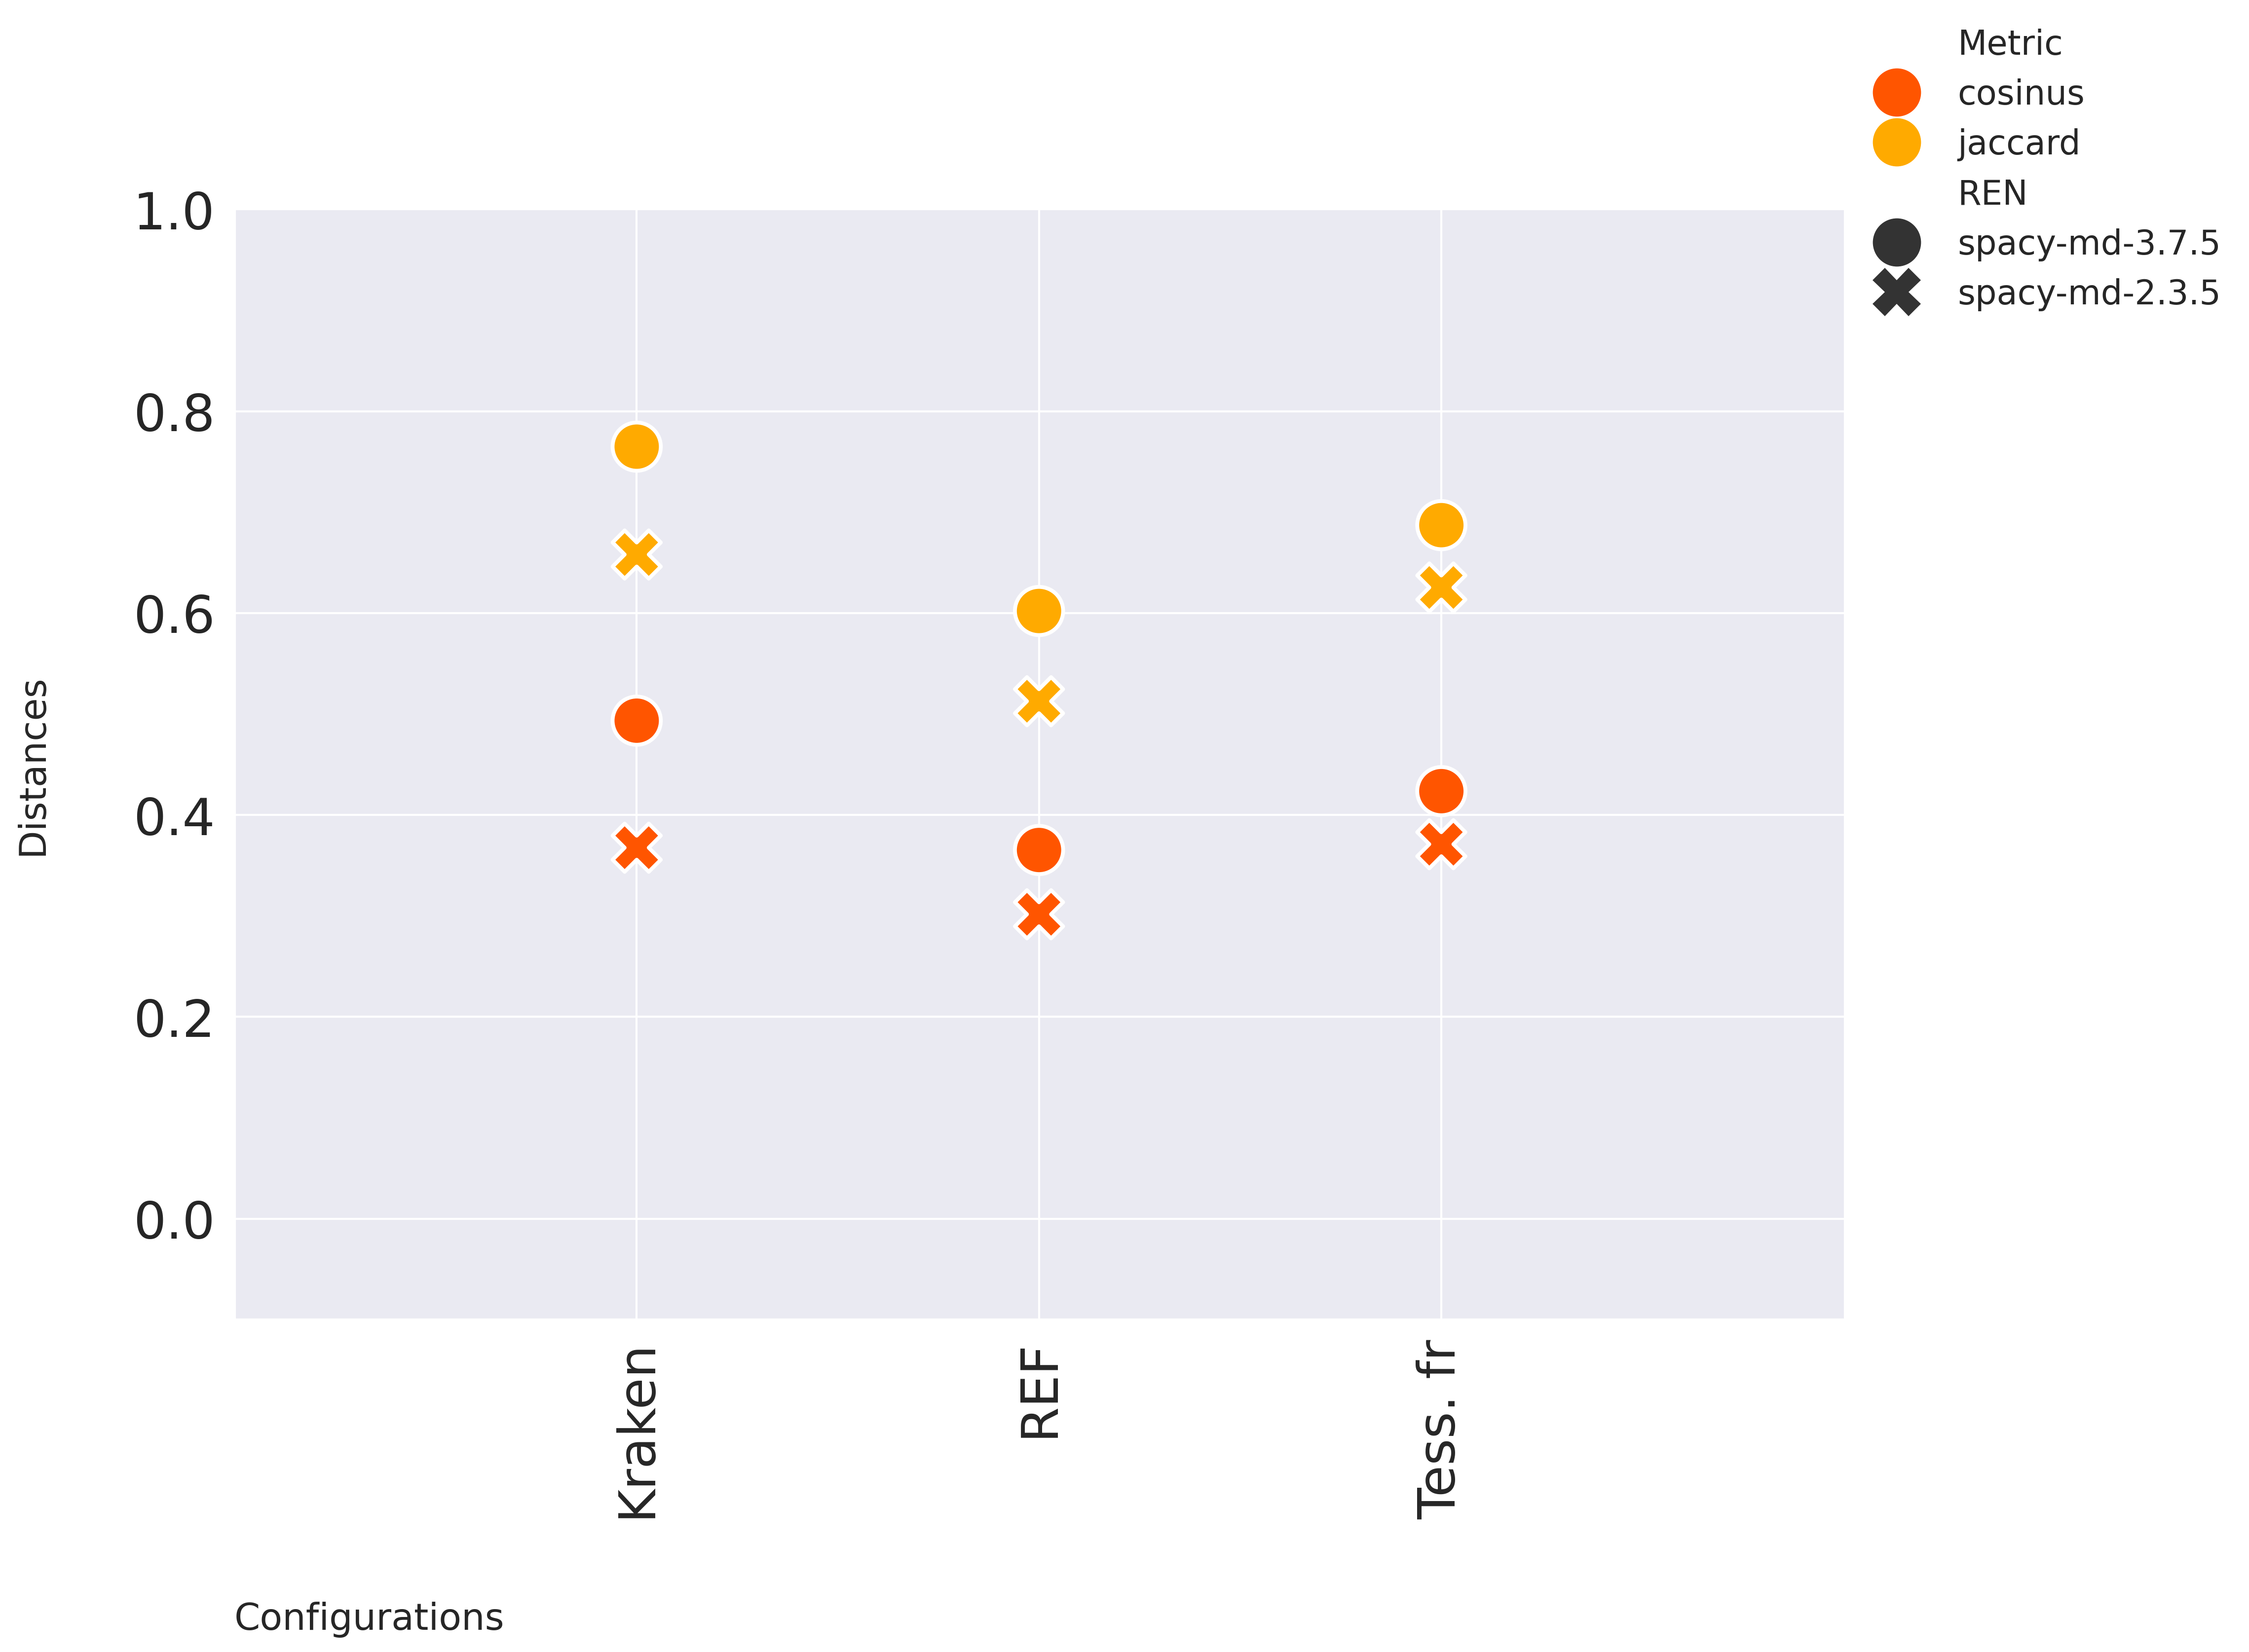 Metric
cosinus
jaccard
REN
spacy-md-3.7.5
spacy-md-2.3.5
1.0
0.8
0.6
0.4
0.2
0.0
Distances
Kraken
REF
Tess. fr
Configurations